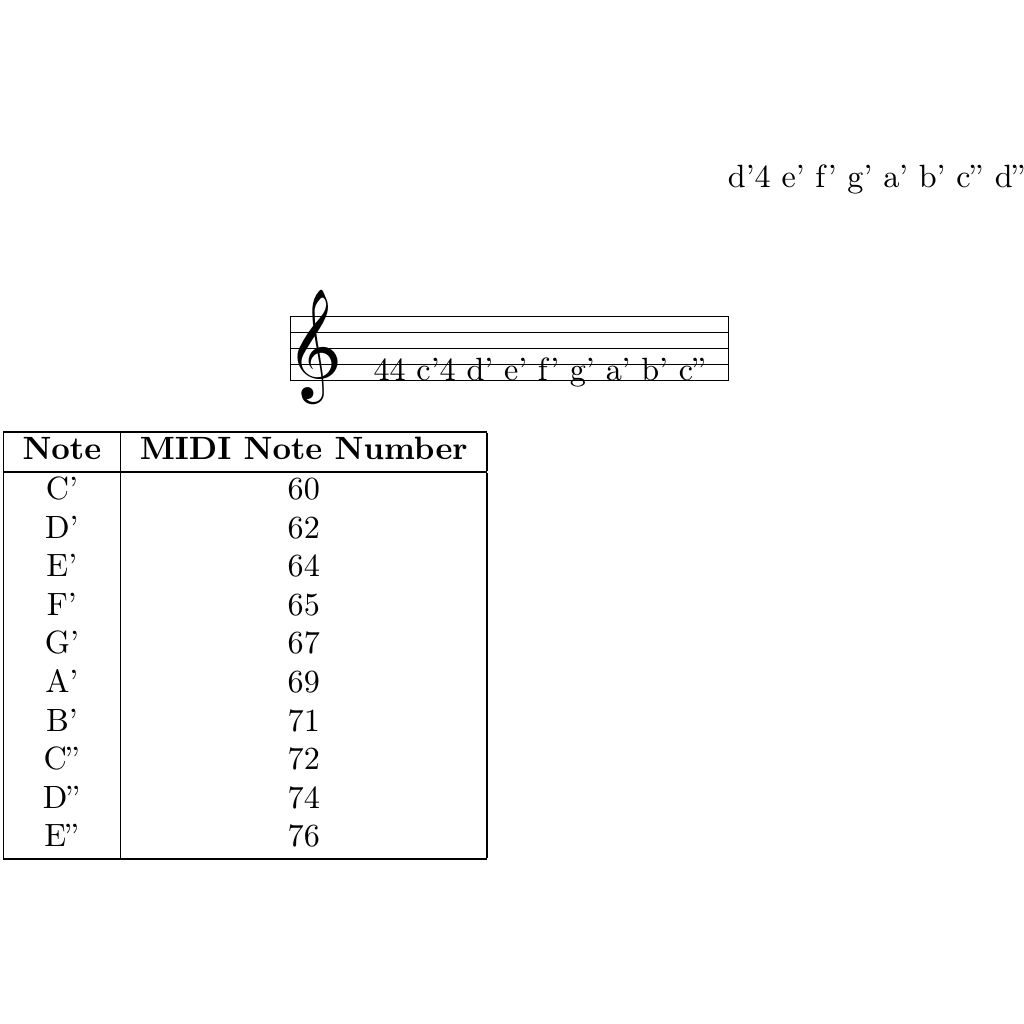 d'4 e' f' g' a' b' c'' d''
44 c'4 d' e' f' g' a' b' c''
Note MIDI Note Number
C' 60
D' 62
E' 64
F' 65
G' 67
A' 69
B' 71
C'' 72
D'' 74
E'' 76